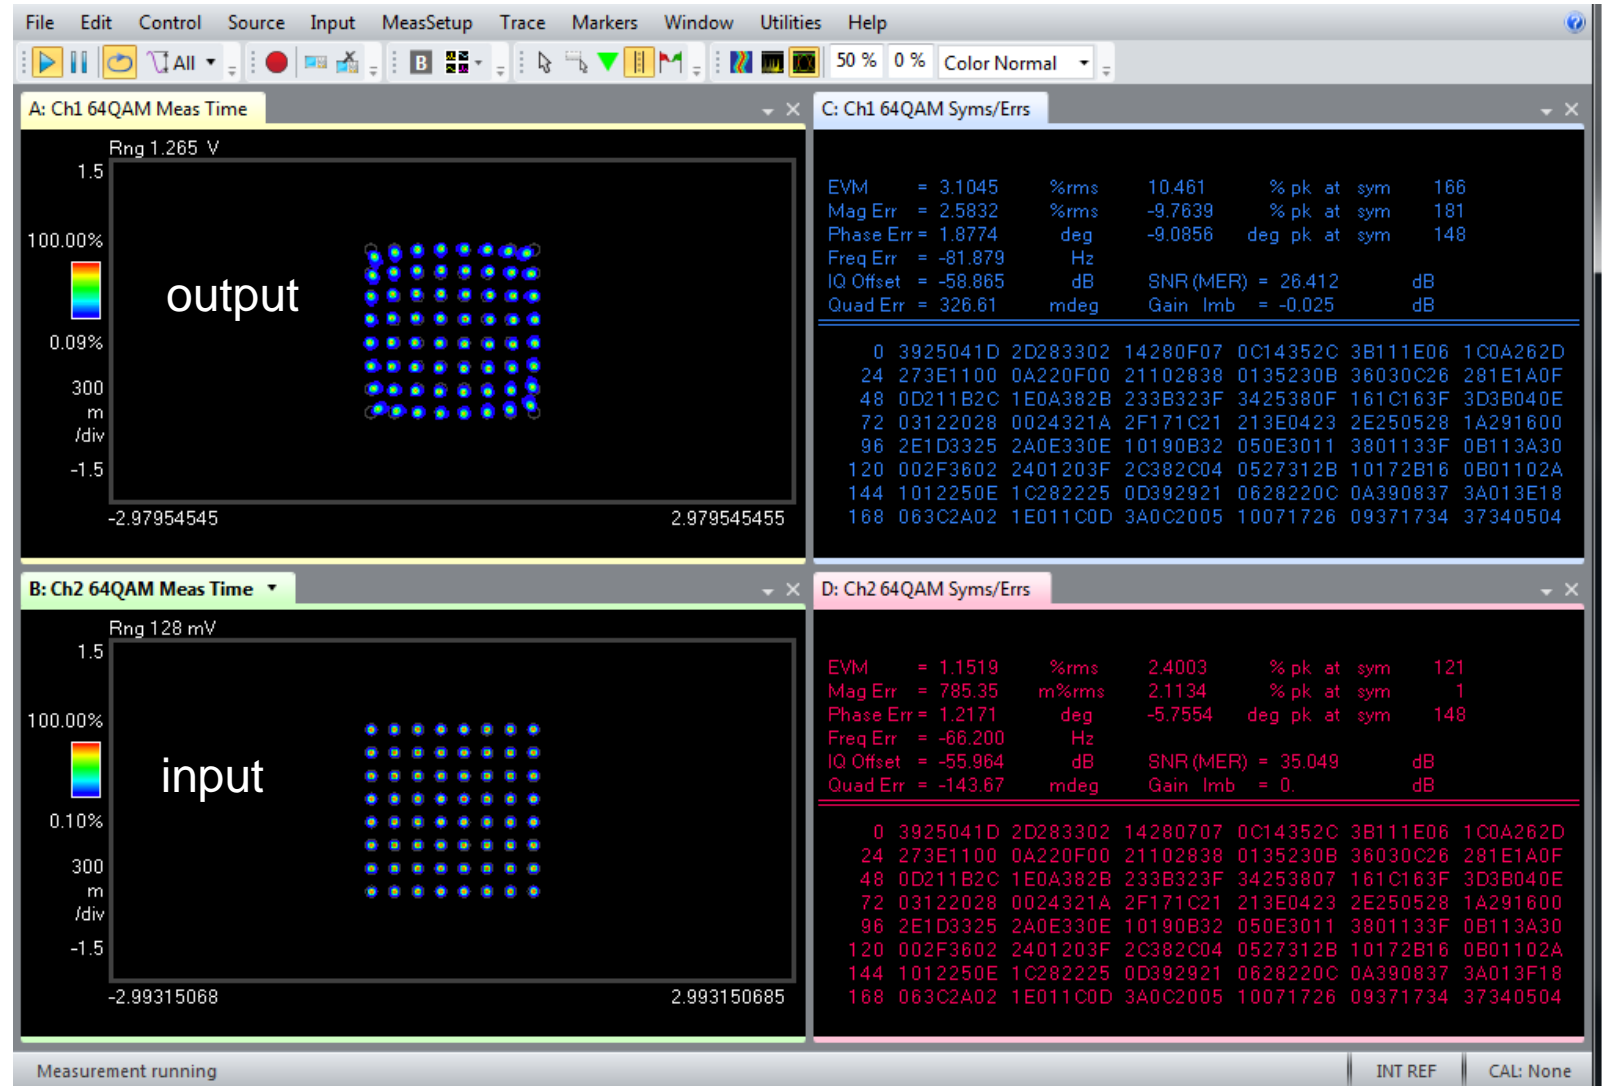 File Edit Control Source Input MeasSetup Trace Markers Window Utilities Help
All B 50 % 0 % Color Normal
A: Ch1 64QAM Meas Time
Rng 1.265 V
1.5
100.00%
output
0.09%
300
m
/div
-1.5
-2.97954545 2.979545455
C: Ch1 64QAM Syms/Errs
EVM = 3.1045 %rms 10.461 % pk at sym 166
Mag Err = 2.5832 %rms -9.7639 % pk at sym 181
Phase Err = 1.8774 deg -9.0856 deg pk at sym 148
Freq Err = -81.879 Hz
IQ Offset = -58.865 dB SNR (MER) = 26.412 dB
Quad Err = 326.61 mdeg Gain Imb = -0.025 dB
0 3925041D 2D283302 14280F07 0C14352C 3B111E06 1C0A262D
24 273E1100 0A220F00 21102838 0135230B 36030C26 281E1A0F
48 0D211B2C 1E0A382B 233B323F 3425380F 161C163F 3D3B040E
72 03122028 0024321A 2F171C21 213E0423 2E250528 1A291600
96 2E1D3325 2A0E330E 10190B32 050E3011 3801133F 0B113A30
120 002F3602 2401203F 2C382C04 0527312B 10172B16 0B01102A
144 1012250E 1C282225 0D392921 0628220C 0A390837 3A013E18
168 063C2A02 1E011C0D 3A0C2005 10071726 09371734 37340504
B: Ch2 64QAM Meas Time
Rng 128 mV
1.5
100.00%
input
0.10%
300
m
/div
-1.5
-2.99315068 2.993150685
D: Ch2 64QAM Syms/Errs
EVM = 1.1519 %rms 2.4003 % pk at sym 121
Mag Err = 785.35 m%rms 2.1134 % pk at sym 1
Phase Err = 1.2171 deg -5.7554 deg pk at sym 148
Freq Err = -66.200 Hz
IQ Offset = -55.964 dB SNR (MER) = 35.049 dB
Quad Err = -143.67 mdeg Gain Imb = 0. dB
0 3925041D 2D283302 14280707 0C14352C 3B111E06 1C0A262D
24 273E1100 0A220F00 21102838 0135230B 36030C26 281E1A0F
48 0D211B2C 1E0A382B 233B323F 34253807 161C163F 3D3B040E
72 03122028 0024321A 2F171C21 213E0423 2E250528 1A291600
96 2E1D3325 2A0E330E 10190B32 050E3011 3801133F 0B113A30
120 002F3602 2401203F 2C382C04 0527312B 10172B16 0B01102A
144 1012250E 1C282225 0D392921 0628220C 0A390837 3A013F18
168 063C2A02 1E011C0D 3A0C2005 10071726 09371734 37340504
Measurement running INT REF CAL: None